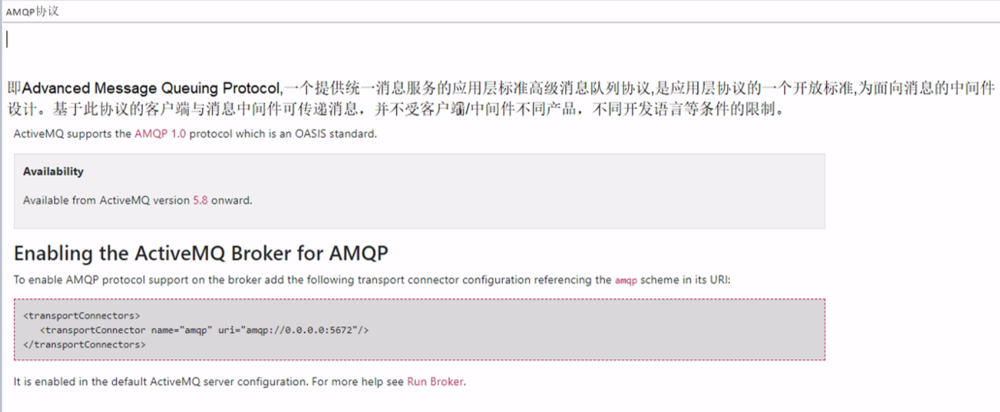 AMQP协议
即Advanced Message Queuing Protocol,一个提供统一消息服务的应用层标准高级消息队列协议,是应用层协议的一个开放标准,为面向消息的中间件
设计。基于此协议的客户端与消息中间件可传递消息，并不受客户端/中间件不同产品，不同开发语言等条件的限制。
ActiveMQ supports the AMQP 1.0 protocol which is an OASIS standard.
Availability
Available from ActiveMQ version 5.8 onward.
Enabling the ActiveMQ Broker for AMQP
To enable AMQP protocol support on the broker add the following transport connector configuration referencing the amqp scheme in its URI:
<transportConnectors>
<transportConnector name="amqp" uri="amqp://0.0.0.0:5672"/>
</transportConnectors>
It is enabled in the default ActiveMQ server configuration. For more help see Run Broker.